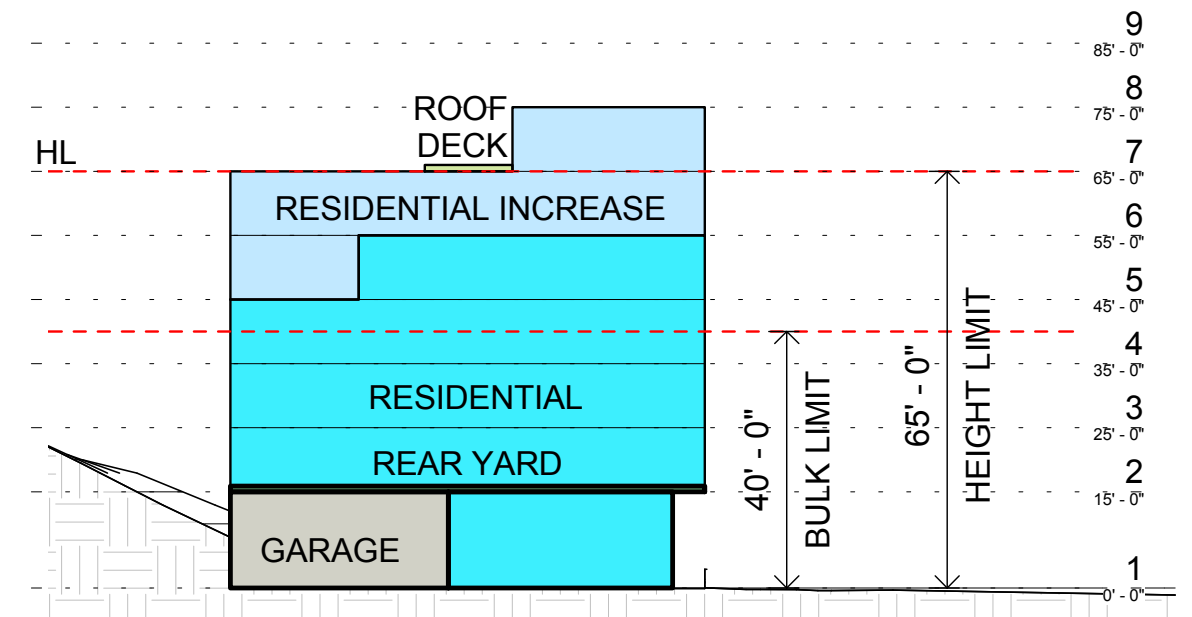 9
85' - 0"
8
75' - 0"
ROOF
DECK
HL
7
65' - 0"
RESIDENTIAL INCREASE
6
55' - 0"
5
45' - 0"
4
35' - 0"
RESIDENTIAL
3
25' - 0"
REAR YARD
2
15' - 0"
40' - 0"
BULK LIMIT
65' - 0"
HEIGHT LIMIT
GARAGE
1
0' - 0"